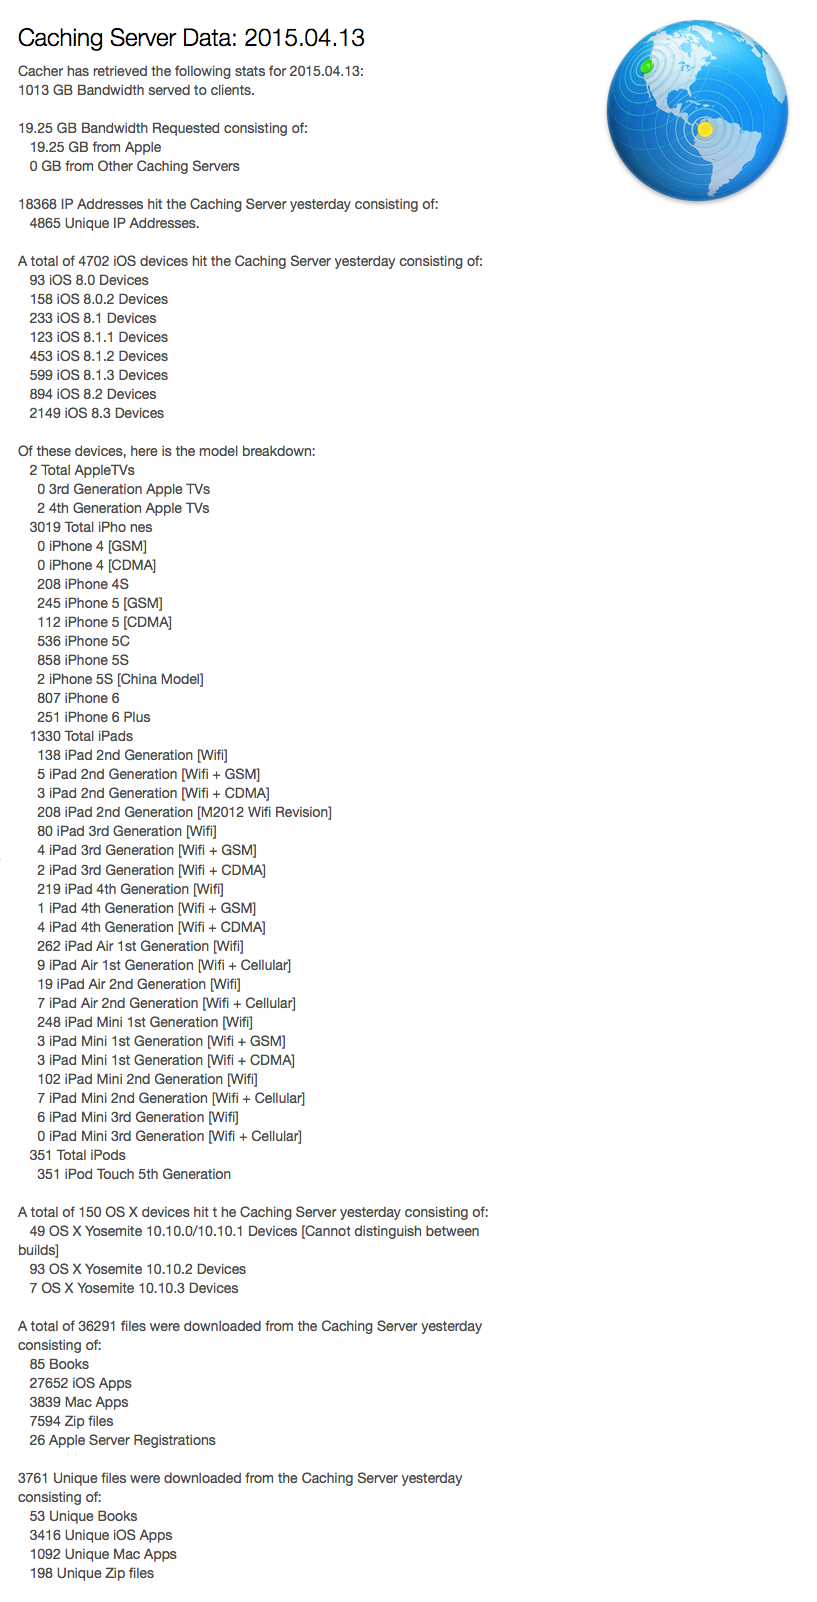 Caching Server Data: 2015.04.13
Cacher has retrieved the following stats for 2015.04.13:
1013 GB Bandwidth served to clients.
19.25 GB Bandwidth Requested consisting of:
19.25 GB from Apple
0 GB from Other Caching Servers
18368 IP Addresses hit the Caching Server yesterday consisting of:
4865 Unique IP Addresses.
A total of 4702 iOS devices hit the Caching Server yesterday consisting of:
93 iOS 8.0 Devices
158 iOS 8.0.2 Devices
233 iOS 8.1 Devices
123 iOS 8.1.1 Devices
453 iOS 8.1.2 Devices
599 iOS 8.1.3 Devices
894 iOS 8.2 Devices
2149 iOS 8.3 Devices
Of these devices, here is the model breakdown:
2 Total AppleTVs
0 3rd Generation Apple TVs
2 4th Generation Apple TVs
3019 Total iPho nes
0 iPhone 4 [GSM]
0 iPhone 4 [CDMA]
208 iPhone 4S
245 iPhone 5 [GSM]
112 iPhone 5 [CDMA]
536 iPhone 5C
858 iPhone 5S
2 iPhone 5S [China Model]
807 iPhone 6
251 iPhone 6 Plus
1330 Total iPads
138 iPad 2nd Generation [Wifi]
5 iPad 2nd Generation [Wifi + GSM]
3 iPad 2nd Generation [Wifi + CDMA]
208 iPad 2nd Generation [M2012 Wifi Revision]
80 iPad 3rd Generation [Wifi]
4 iPad 3rd Generation [Wifi + GSM]
2 iPad 3rd Generation [Wifi + CDMA]
219 iPad 4th Generation [Wifi]
1 iPad 4th Generation [Wifi + GSM]
4 iPad 4th Generation [Wifi + CDMA]
262 iPad Air 1st Generation [Wifi]
9 iPad Air 1st Generation [Wifi + Cellular]
19 iPad Air 2nd Generation [Wifi]
7 iPad Air 2nd Generation [Wifi + Cellular]
248 iPad Mini 1st Generation [Wifi]
3 iPad Mini 1st Generation [Wifi + GSM]
3 iPad Mini 1st Generation [Wifi + CDMA]
102 iPad Mini 2nd Generation [Wifi]
7 iPad Mini 2nd Generation [Wifi + Cellular]
6 iPad Mini 3rd Generation [Wifi]
0 iPad Mini 3rd Generation [Wifi + Cellular]
351 Total iPods
351 iPod Touch 5th Generation
A total of 150 OS X devices hit t he Caching Server yesterday consisting of:
49 OS X Yosemite 10.10.0/10.10.1 Devices [Cannot distinguish between
builds]
93 OS X Yosemite 10.10.2 Devices
7 OS X Yosemite 10.10.3 Devices
A total of 36291 files were downloaded from the Caching Server yesterday
consisting of:
85 Books
27652 iOS Apps
3839 Mac Apps
7594 Zip files
26 Apple Server Registrations
3761 Unique files were downloaded from the Caching Server yesterday
consisting of:
53 Unique Books
3416 Unique iOS Apps
1092 Unique Mac Apps
198 Unique Zip files